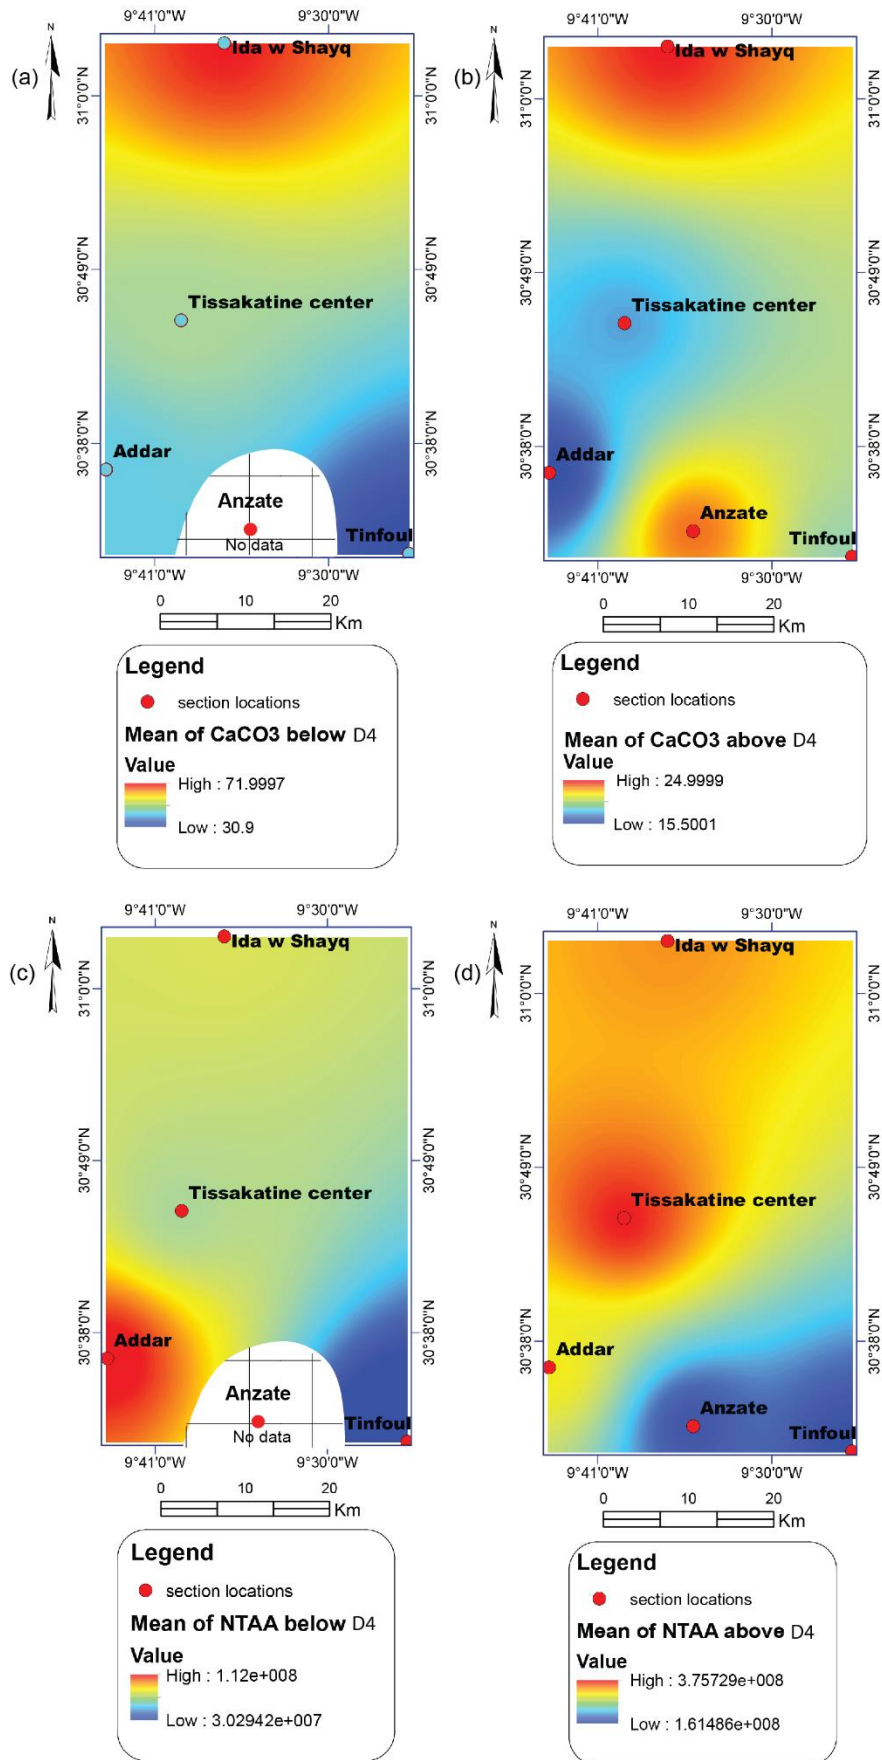 (a)
N
9°41'0"W 9°30'0"W
Ida w Shayq
31°0'0"N 31°0'0"N
30°49'0"N 30°49'0"N
Tissakatine center
30°38'0"N 30°38'0"N
Addar
Anzate
No data
Tinfoul
9°41'0"W 9°30'0"W
0 10 20
Km
Legend
section locations
Mean of CaCO3 below D4
Value
High : 71.9997
Low : 30.9
(b)
N
9°41'0"W 9°30'0"W
Ida w Shayq
31°0'0"N 31°0'0"N
30°49'0"N 30°49'0"N
Tissakatine center
30°38'0"N 30°38'0"N
Addar
Anzate
Tinfoul
9°41'0"W 9°30'0"W
0 10 20
Km
Legend
section locations
Mean of CaCO3 above D4
Value
High : 24.9999
Low : 15.5001
(c)
N
9°41'0"W 9°30'0"W
Ida w Shayq
31°0'0"N 31°0'0"N
30°49'0"N 30°49'0"N
Tissakatine center
30°38'0"N 30°38'0"N
Addar
Anzate
No data
Tinfoul
9°41'0"W 9°30'0"W
0 10 20
Km
Legend
section locations
Mean of NTAA below D4
Value
High : 1.12e+008
Low : 3.02942e+007
(d)
N
9°41'0"W 9°30'0"W
Ida w Shayq
31°0'0"N 31°0'0"N
30°49'0"N 30°49'0"N
Tissakatine center
30°38'0"N 30°38'0"N
Addar
Anzate
Tinfoul
9°41'0"W 9°30'0"W
0 10 20
Km
Legend
section locations
Mean of NTAA above D4
Value
High : 3.75729e+008
Low : 1.61486e+008